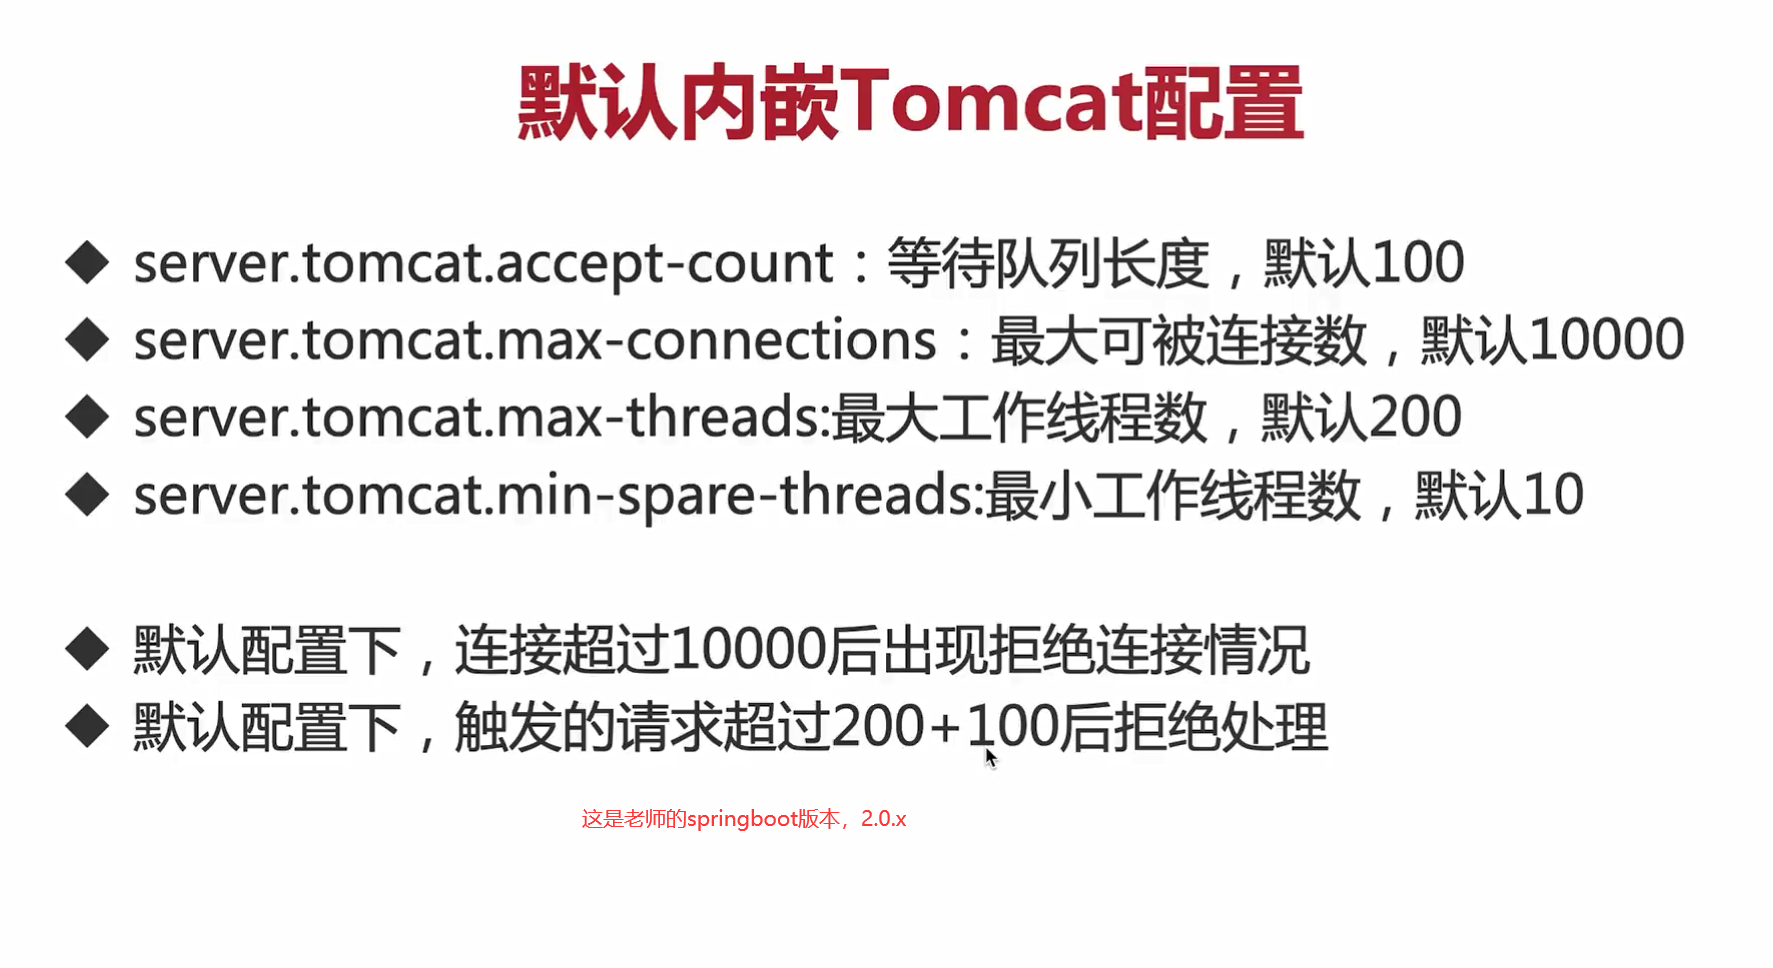 默认内嵌Tomcat配置
◆ server.tomcat.accept-count：等待队列长度，默认100
◆ server.tomcat.max-connections：最大可被连接数，默认10000
◆ server.tomcat.max-threads:最大工作线程数，默认200
◆ server.tomcat.min-spare-threads:最小工作线程数，默认10
◆ 默认配置下，连接超过10000后出现拒绝连接情况
◆ 默认配置下，触发的请求超过200+100后拒绝处理
这是老师的springboot版本，2.0.x